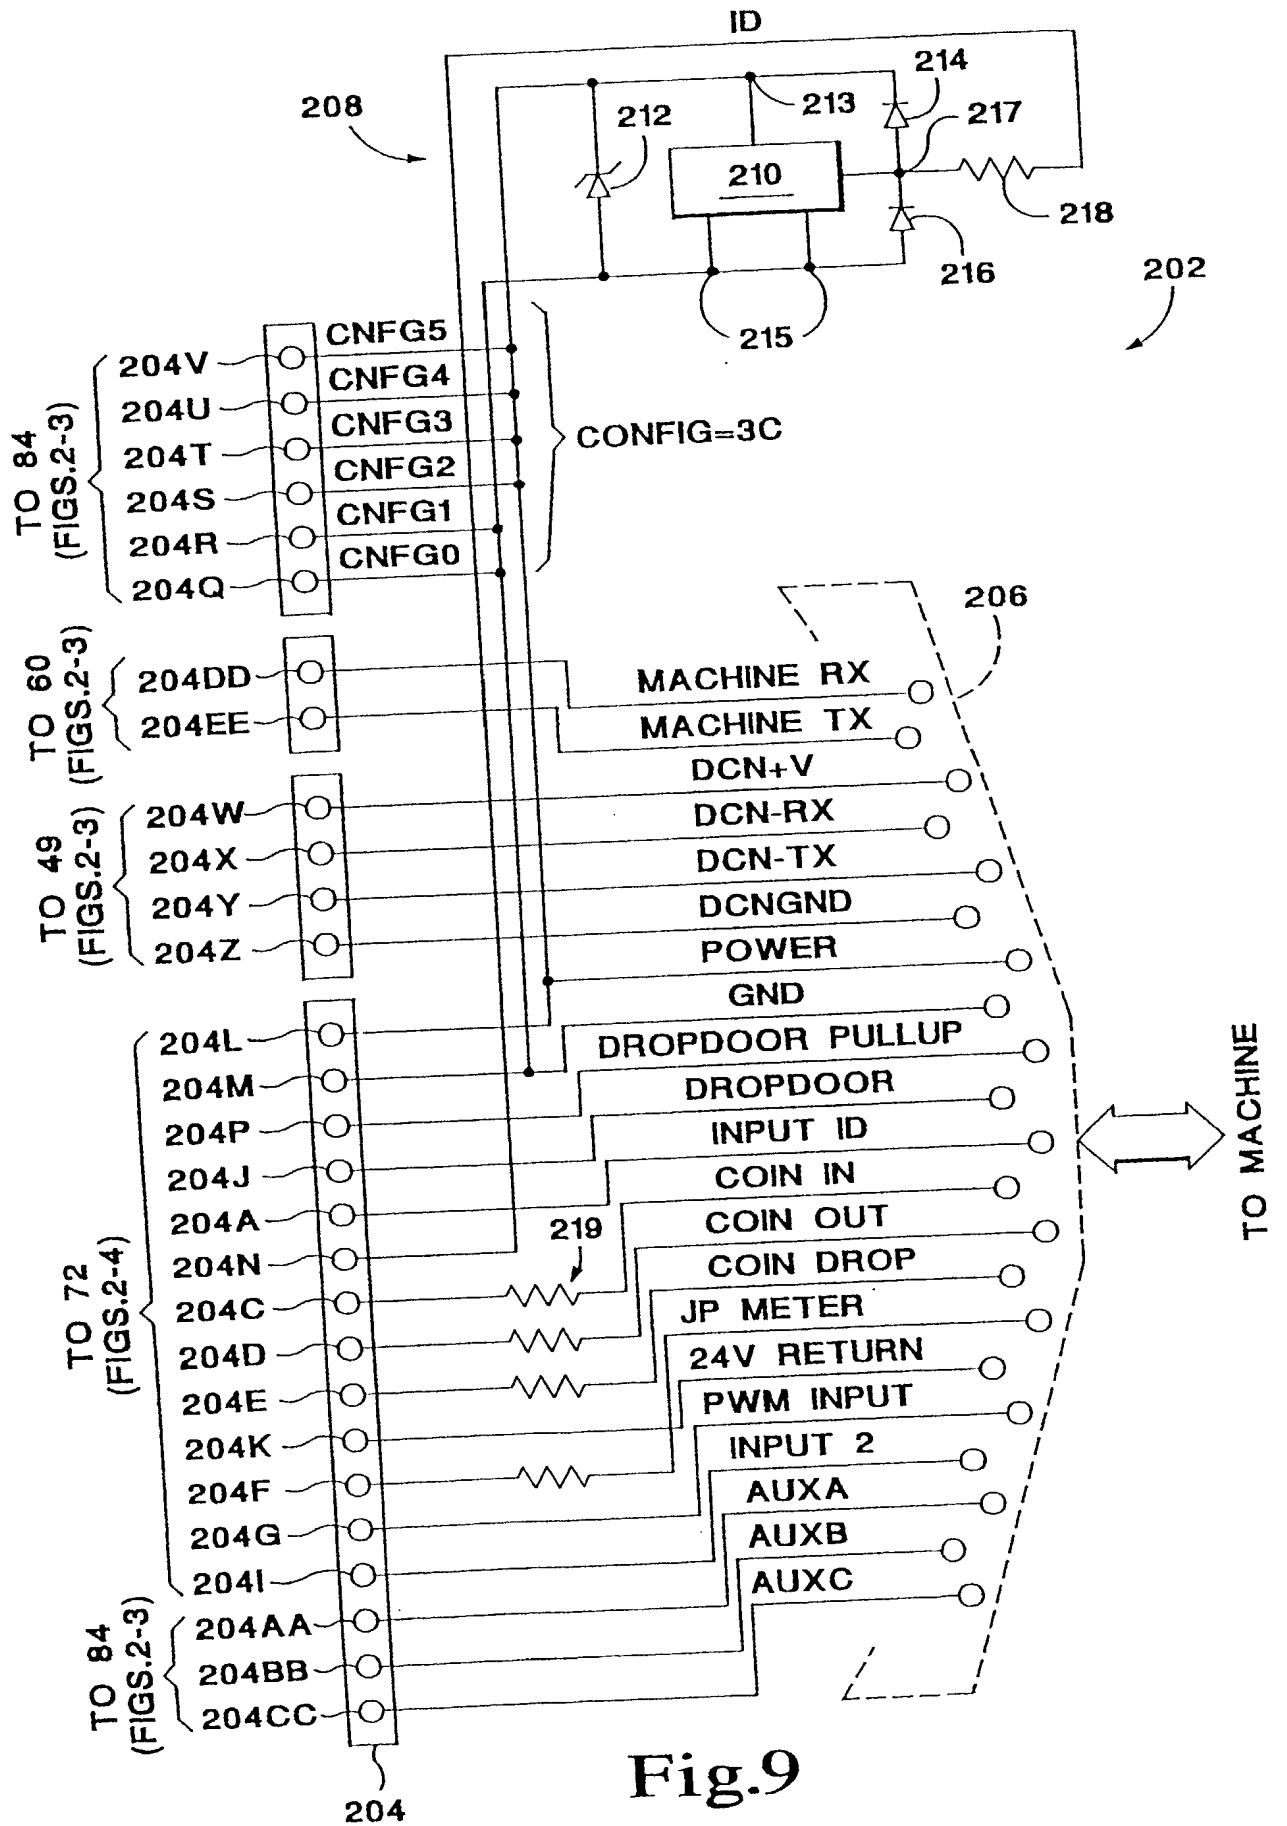 ID
208
212
213
214
217
210
218
216
215
202
CNFG5
204V
CNFG4
204U
CNFG3
204T
CONFIG=3C
CNFG2
204S
CNFG1
204R
CNFG0
204Q
TO 84
(FIGS.2-3)
206
204DD
MACHINE RX
204EE
MACHINE TX
TO 60
(FIGS.2-3)
DCN+V
204W
DCN-RX
204X
DCN-TX
204Y
DCNGND
204Z
TO 49
(FIGS.2-3)
POWER
GND
204L
DROPDOOR PULLUP
204M
DROPDOOR
204P
INPUT ID
204J
COIN IN
204A
COIN OUT
219
204N
COIN DROP
204C
JP METER
204D
24V RETURN
204E
PWM INPUT
204K
INPUT 2
204F
AUXA
204G
AUXB
204I
AUXC
TO 72
(FIGS.2-4)
TO MACHINE
204AA
204BB
204CC
TO 84
(FIGS.2-3)
204
Fig.9